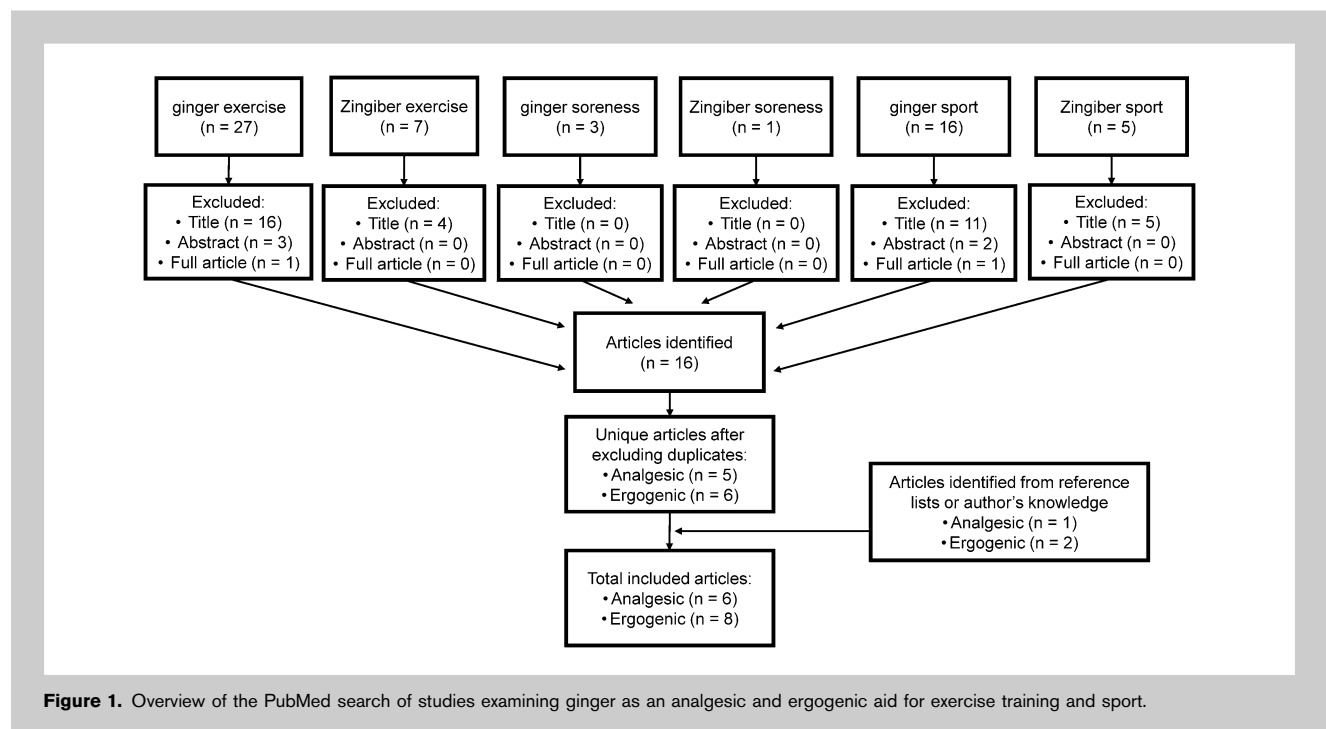 ginger exercise
(n = 27)
Zingiber exercise
(n = 7)
ginger soreness
(n = 3)
Zingiber soreness
(n = 1)
ginger sport
(n = 16)
Zingiber sport
(n = 5)
Excluded:
• Title (n = 16)
• Abstract (n = 3)
• Full article (n = 1)
Excluded:
• Title (n = 4)
• Abstract (n = 0)
• Full article (n = 0)
Excluded:
• Title (n = 0)
• Abstract (n = 0)
• Full article (n = 0)
Excluded:
• Title (n = 0)
• Abstract (n = 0)
• Full article (n = 0)
Excluded:
• Title (n = 11)
• Abstract (n = 2)
• Full article (n = 1)
Excluded:
• Title (n = 5)
• Abstract (n = 0)
• Full article (n = 0)
Articles identified
(n = 16)
Unique articles after
excluding duplicates:
• Analgesic (n = 5)
• Ergogenic (n = 6)
Articles identified from reference
lists or author's knowledge
• Analgesic (n = 1)
• Ergogenic (n = 2)
Total included articles:
• Analgesic (n = 6)
• Ergogenic (n = 8)
Figure 1. Overview of the PubMed search of studies examining ginger as an analgesic and ergogenic aid for exercise training and sport.